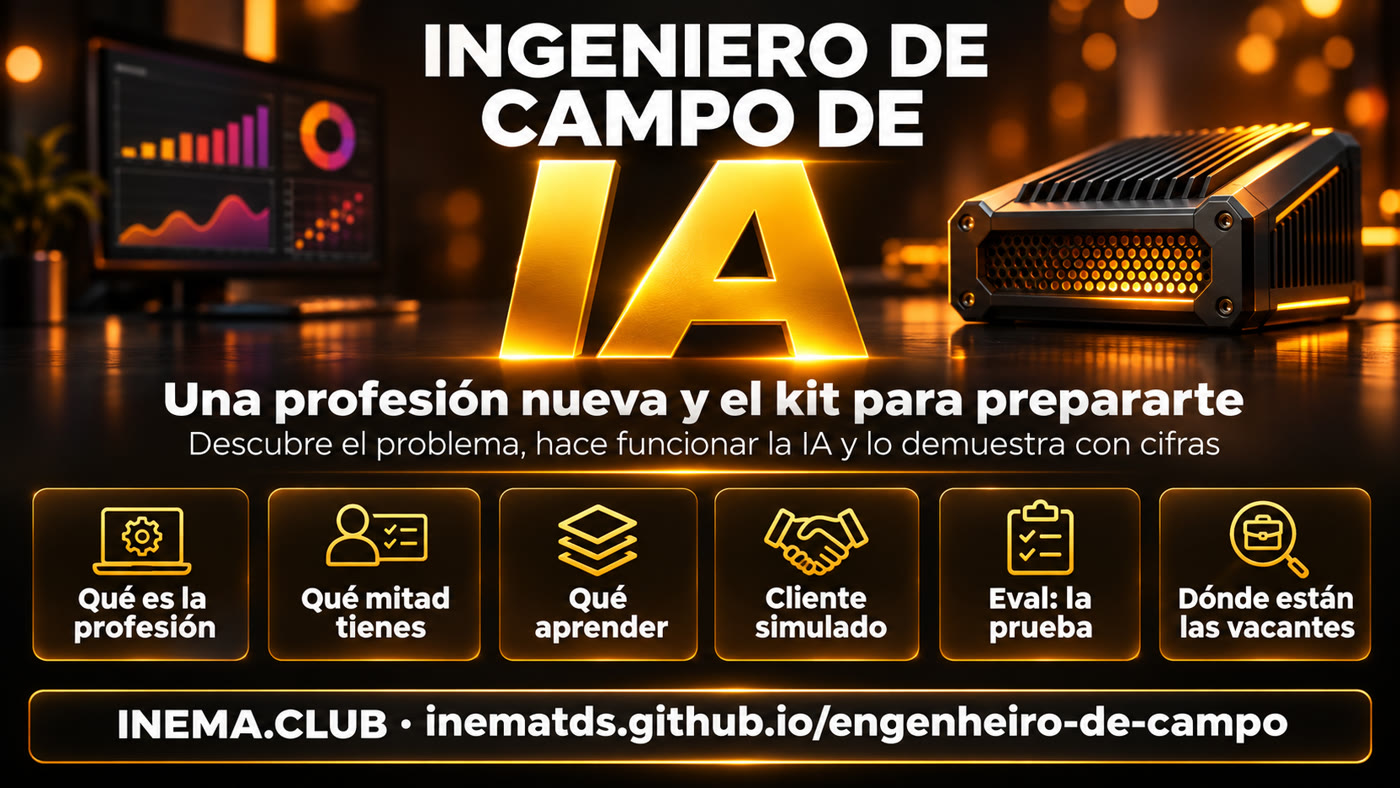 INGENIERO DE
CAMPO DE
IA
Una profesión nueva y el kit para prepararte
Descubre el problema, hace funcionar la IA y lo demuestra con cifras
Qué es la
profesión
Qué mitad
tienes
Qué
aprender
Cliente
simulado
Eval: la
prueba
Dónde están
las vacantes
INEMA.CLUB • inematds.github.io/engenheiro-de-campo